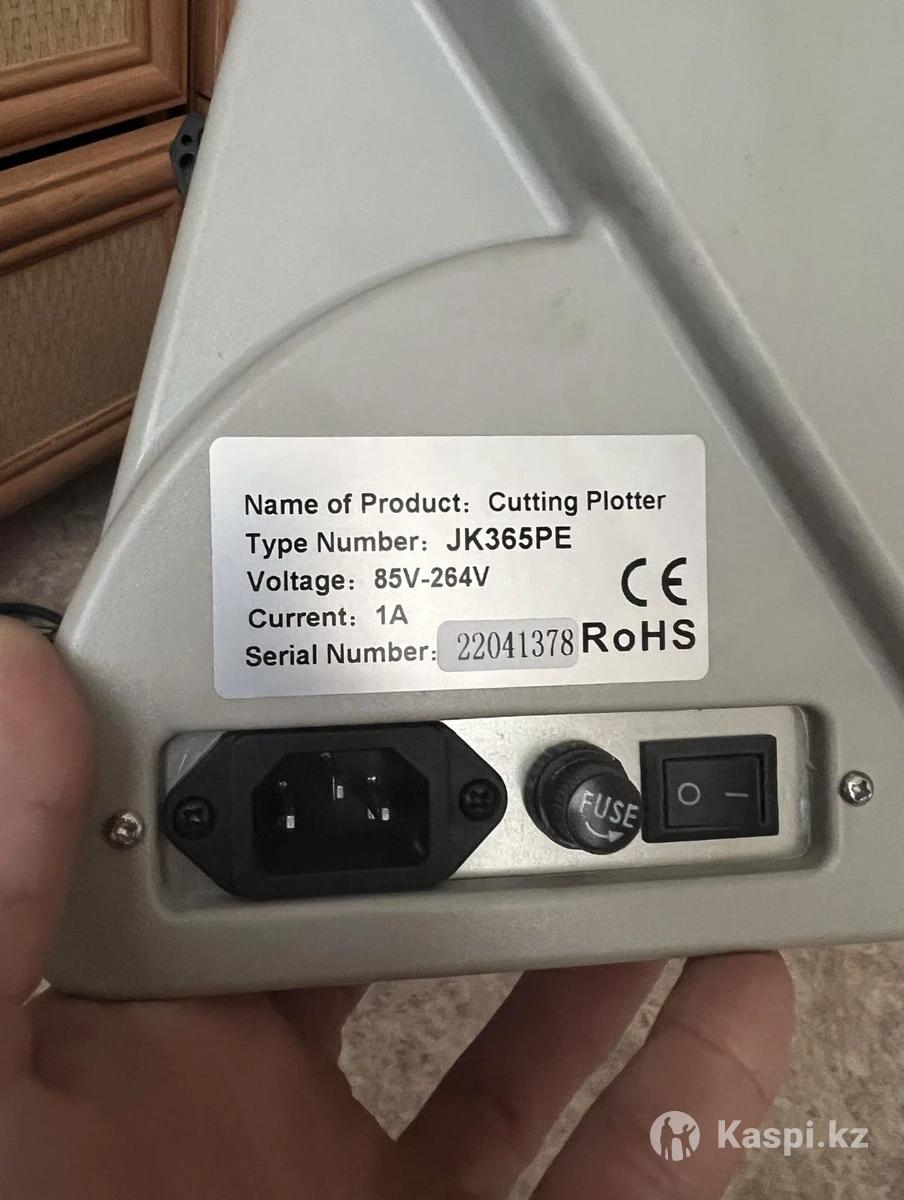 Name of Product: Cutting Plotter
Type Number: JK365PE
Voltage: 85V-264V
Current: 1A
CE
Serial Number: 22041378 RoHS
FUSE
O I
Kaspi.kz